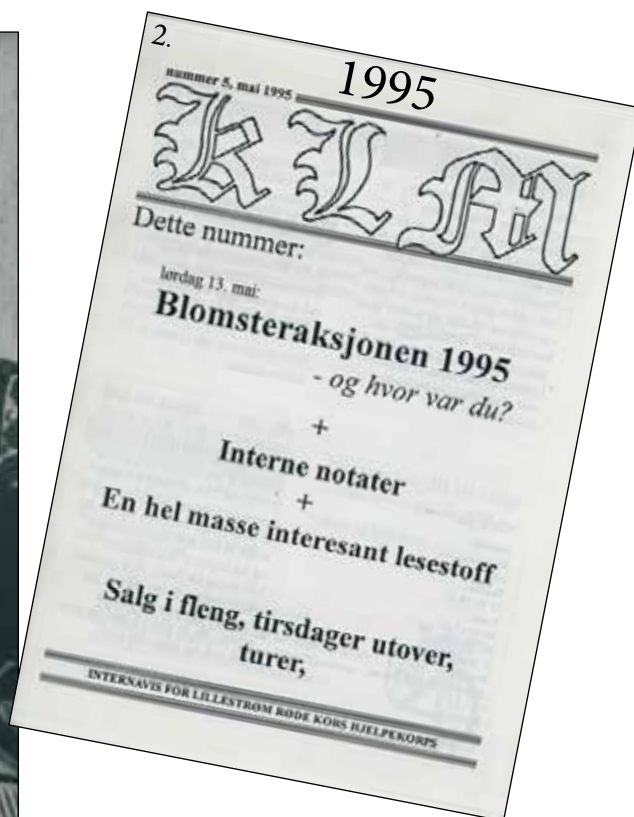 2.
1995
nummer 5, mai 1995
KLM
Dette nummer:
lørdag 13. mai:
Blomsteraksjonen 1995
- og hvor var du?
+
Interne notater
+
En hel masse interesant lesestoff
Salg i fleng, tirsdager utover,
turer,
INTERNAVIS FOR LILLESTRØM RØDE KORS HJELPEKORPS